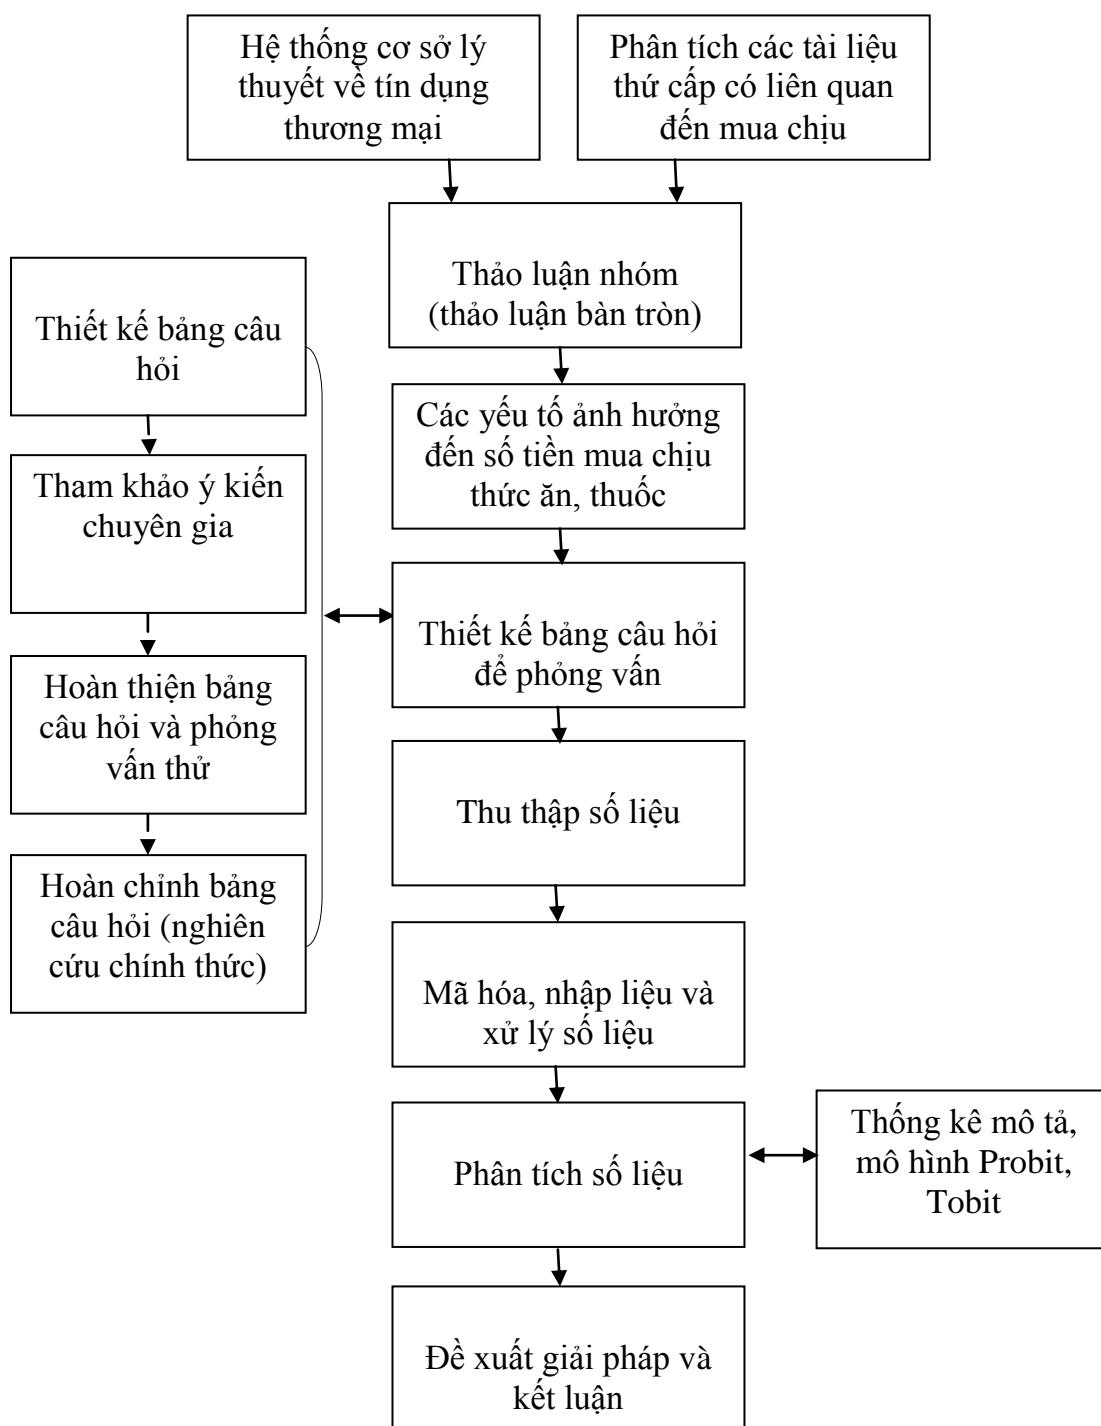 Hệ thống cơ sở lý
thuyết về tín dụng
thương mại
Phân tích các tài liệu
thứ cấp có liên quan
đến mua chịu
Thảo luận nhóm
(thảo luận bàn tròn)
Thiết kế bảng câu
hỏi
Tham khảo ý kiến
chuyên gia
Hoàn thiện bảng
câu hỏi và phỏng
vấn thử
Hoàn chỉnh bảng
câu hỏi (nghiên
cứu chính thức)
Các yếu tố ảnh hưởng
đến số tiền mua chịu
thức ăn, thuốc
Thiết kế bảng câu hỏi
để phỏng vấn
Thu thập số liệu
Mã hóa, nhập liệu và
xử lý số liệu
Phân tích số liệu
Thống kê mô tả,
mô hình Probit,
Tobit
Đề xuất giải pháp và
kết luận